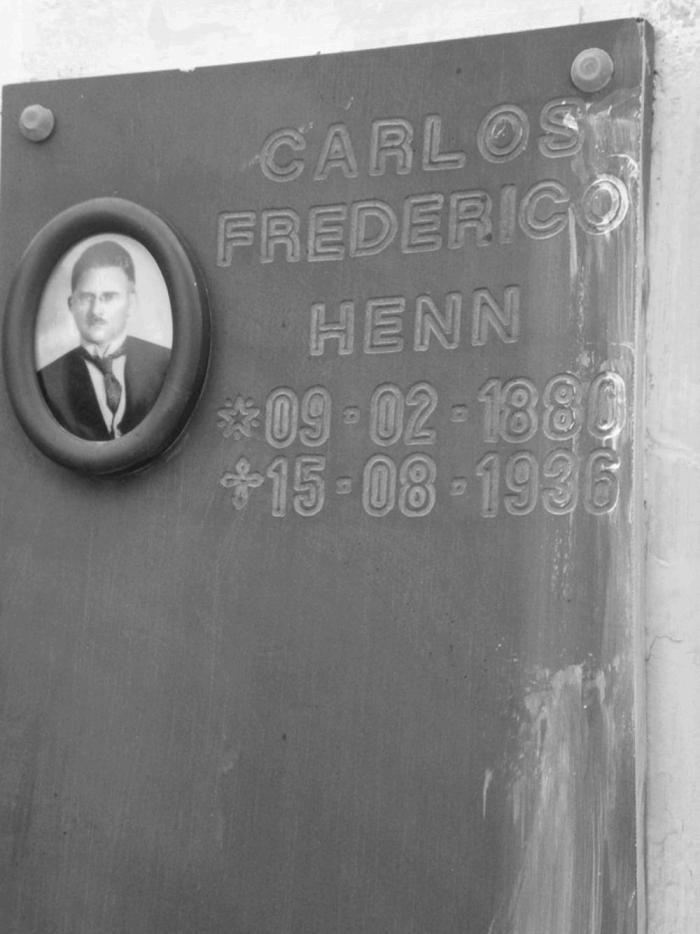 CARLOS
FREDERICO
HENN
* 09-02-1880
✝ 15-08-1936